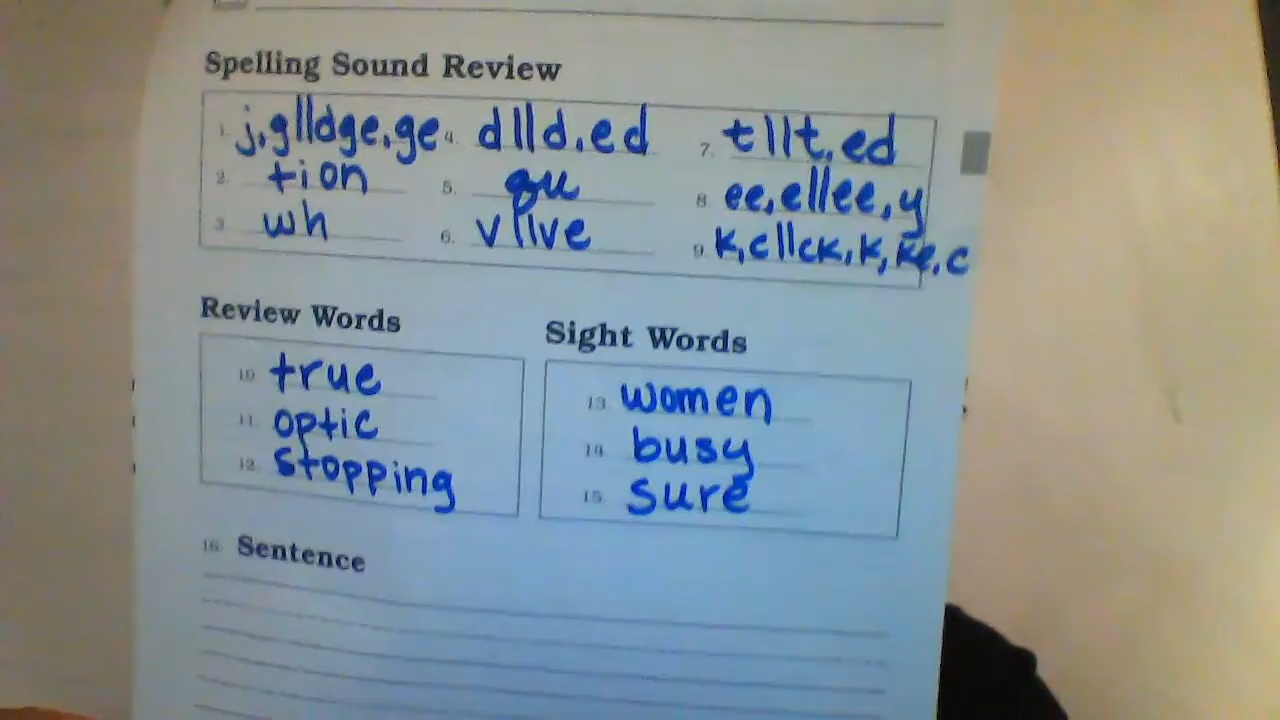 Spelling Sound Review
1. j,g||dge,ge 4. d||d,ed 7. t||t,ed
2. tion 5. qu 8. ee,e||ee,y
3. wh 6. v||ve 9. k,c||ck,k,ke,c
Review Words
10. true
11. optic
12. stopping
Sight Words
13. women
14. busy
15. sure
16. Sentence